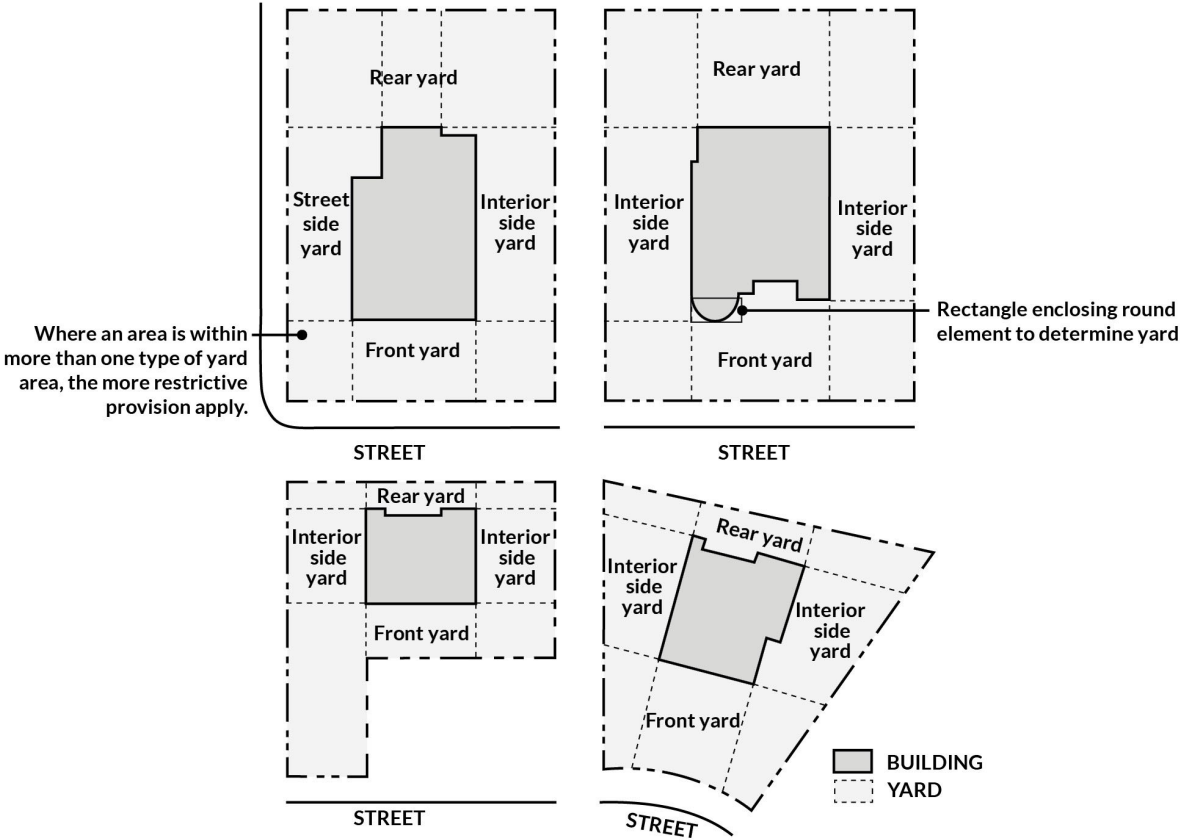 Rear yard
Street
side
yard
Interior
side
yard
Where an area is within
more than one type of yard
area, the more restrictive
provision apply.
Front yard
STREET
Rear yard
Interior
side
yard
Interior
side
yard
Rectangle enclosing round
element to determine yard
Front yard
STREET
Rear yard
Interior
side
yard
Interior
side
yard
Front yard
STREET
Rear yard
Interior
side
yard
Interior
side
yard
Front yard
STREET
BUILDING
YARD